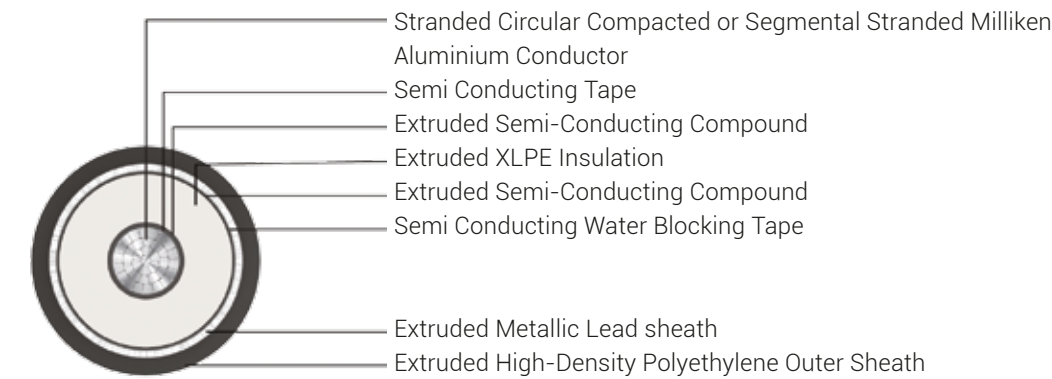 Stranded Circular Compacted or Segmental Stranded Milliken
Aluminium Conductor
Semi Conducting Tape
Extruded Semi-Conducting Compound
Extruded XLPE Insulation
Extruded Semi-Conducting Compound
Semi Conducting Water Blocking Tape
Extruded Metallic Lead sheath
Extruded High-Density Polyethylene Outer Sheath